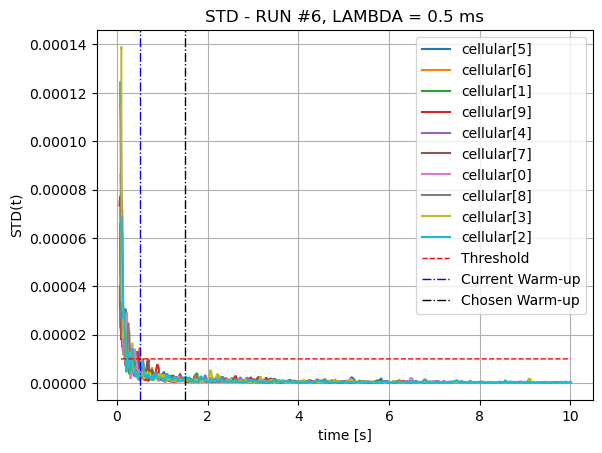 STD - RUN #6, LAMBDA = 0.5 ms
STD(t)
0.00014
0.00012
0.00010
0.00008
0.00006
0.00004
0.00002
0.00000
cellular[5]
cellular[6]
cellular[1]
cellular[9]
cellular[4]
cellular[7]
cellular[0]
cellular[8]
cellular[3]
cellular[2]
Threshold
Current Warm-up
Chosen Warm-up
0 2 4 6 8 10
time [s]